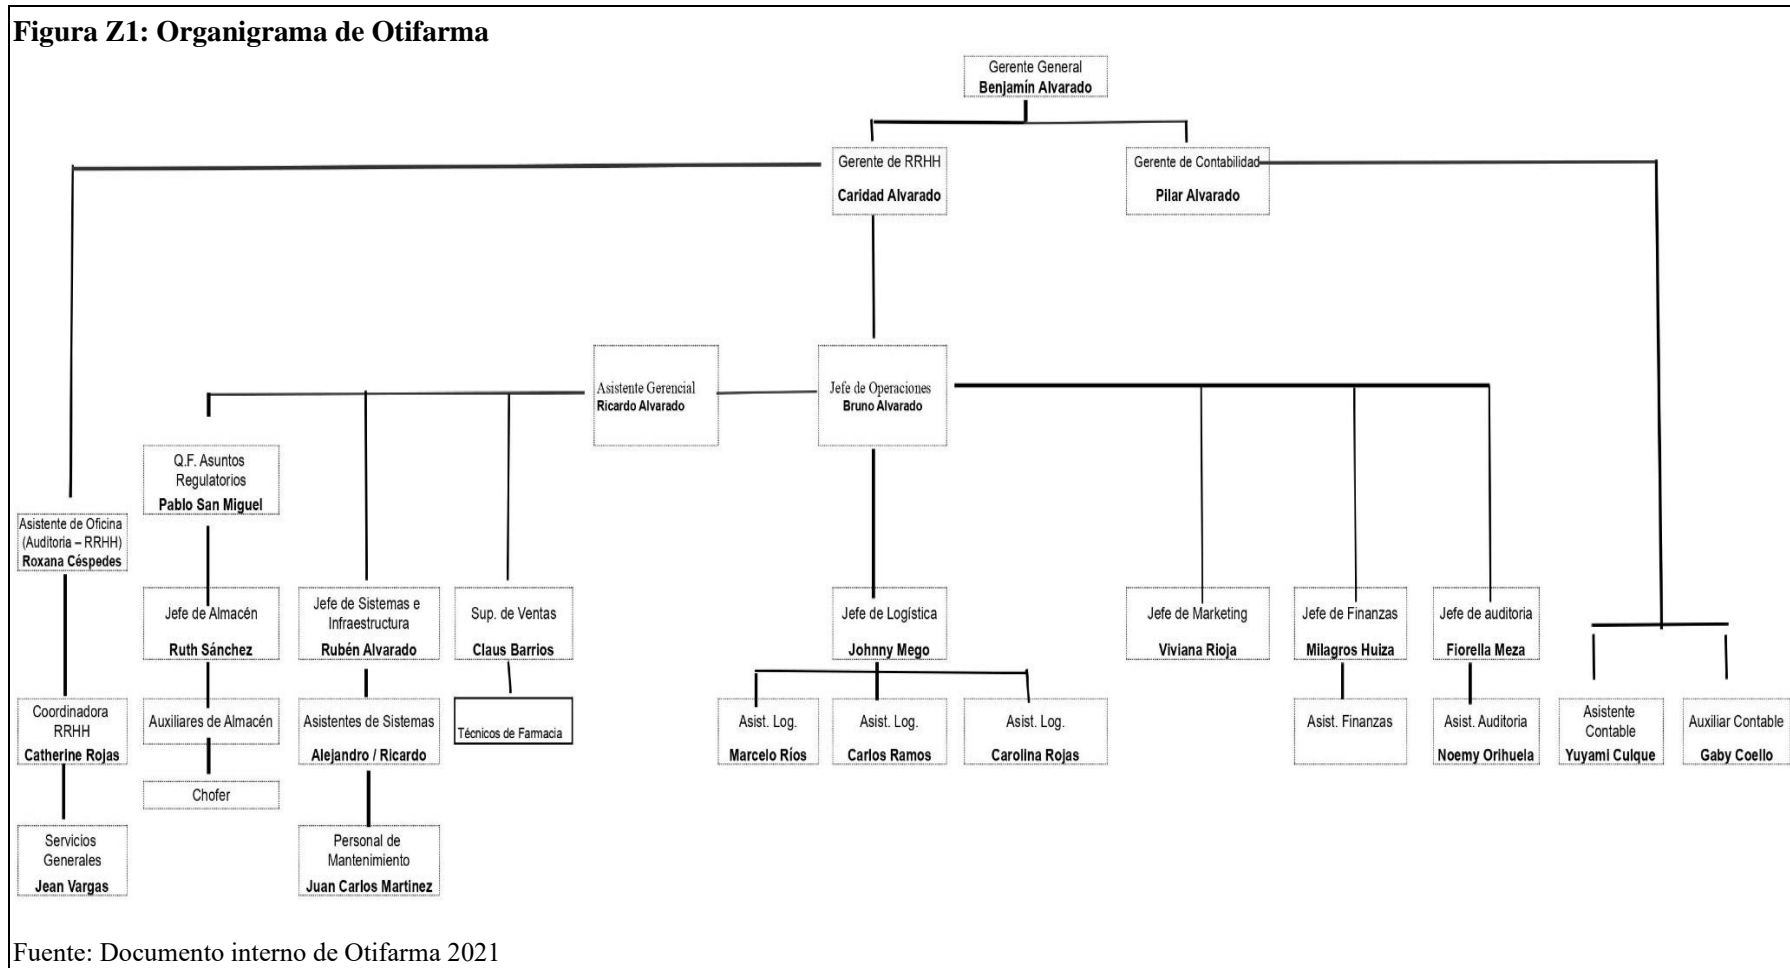 Figura Z1: Organigrama de Otifarma
Gerente General
Benjamín Alvarado
Gerente de RRHH
Caridad Alvarado
Gerente de Contabilidad
Pilar Alvarado
Asistente Gerencial
Ricardo Alvarado
Jefe de Operaciones
Bruno Alvarado
Q.F. Asuntos
Regulatorios
Pablo San Miguel
Asistente de Oficina
(Auditoria – RRHH)
Roxana Céspedes
Jefe de Almacén
Ruth Sánchez
Jefe de Sistemas e
Infraestructura
Rubén Alvarado
Sup. de Ventas
Claus Barrios
Jefe de Logística
Johnny Mego
Jefe de Marketing
Viviana Rioja
Jefe de Finanzas
Milagros Huiza
Jefe de auditoria
Fiorella Meza
Coordinadora
RRHH
Catherine Rojas
Auxiliares de Almacén
Asistentes de Sistemas
Alejandro / Ricardo
Técnicos de Farmacia
Asist. Log.
Marcelo Ríos
Asist. Log.
Carlos Ramos
Asist. Log.
Carolina Rojas
Asist. Finanzas
Asist. Auditoria
Noemy Orihuela
Asistente
Contable
Yuyami Culque
Auxiliar Contable
Gaby Coello
Chofer
Servicios
Generales
Jean Vargas
Personal de
Mantenimiento
Juan Carlos Martinez
Fuente: Documento interno de Otifarma 2021